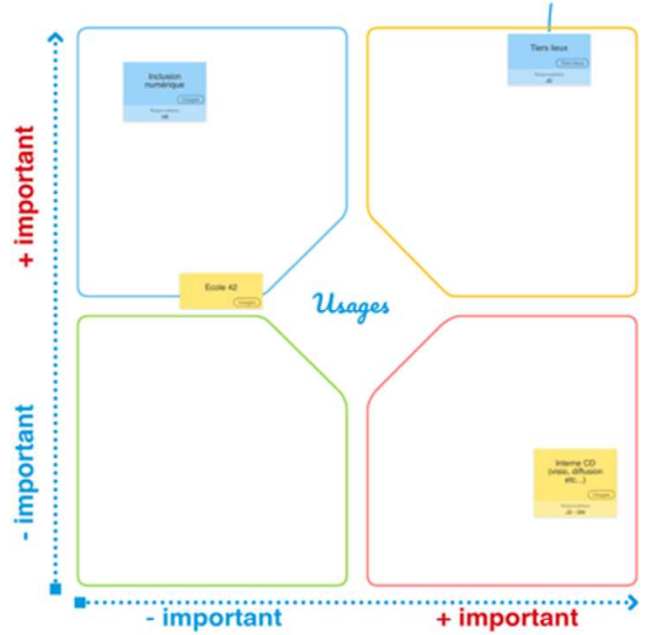 Tiers lieux
Tiers lieux
Inclusion
numérique
Usages
+ important
Ecole 42
Usages
Usages
- important
Interne CD
(visio, diffusion
etc...)
Usages
- important
+ important